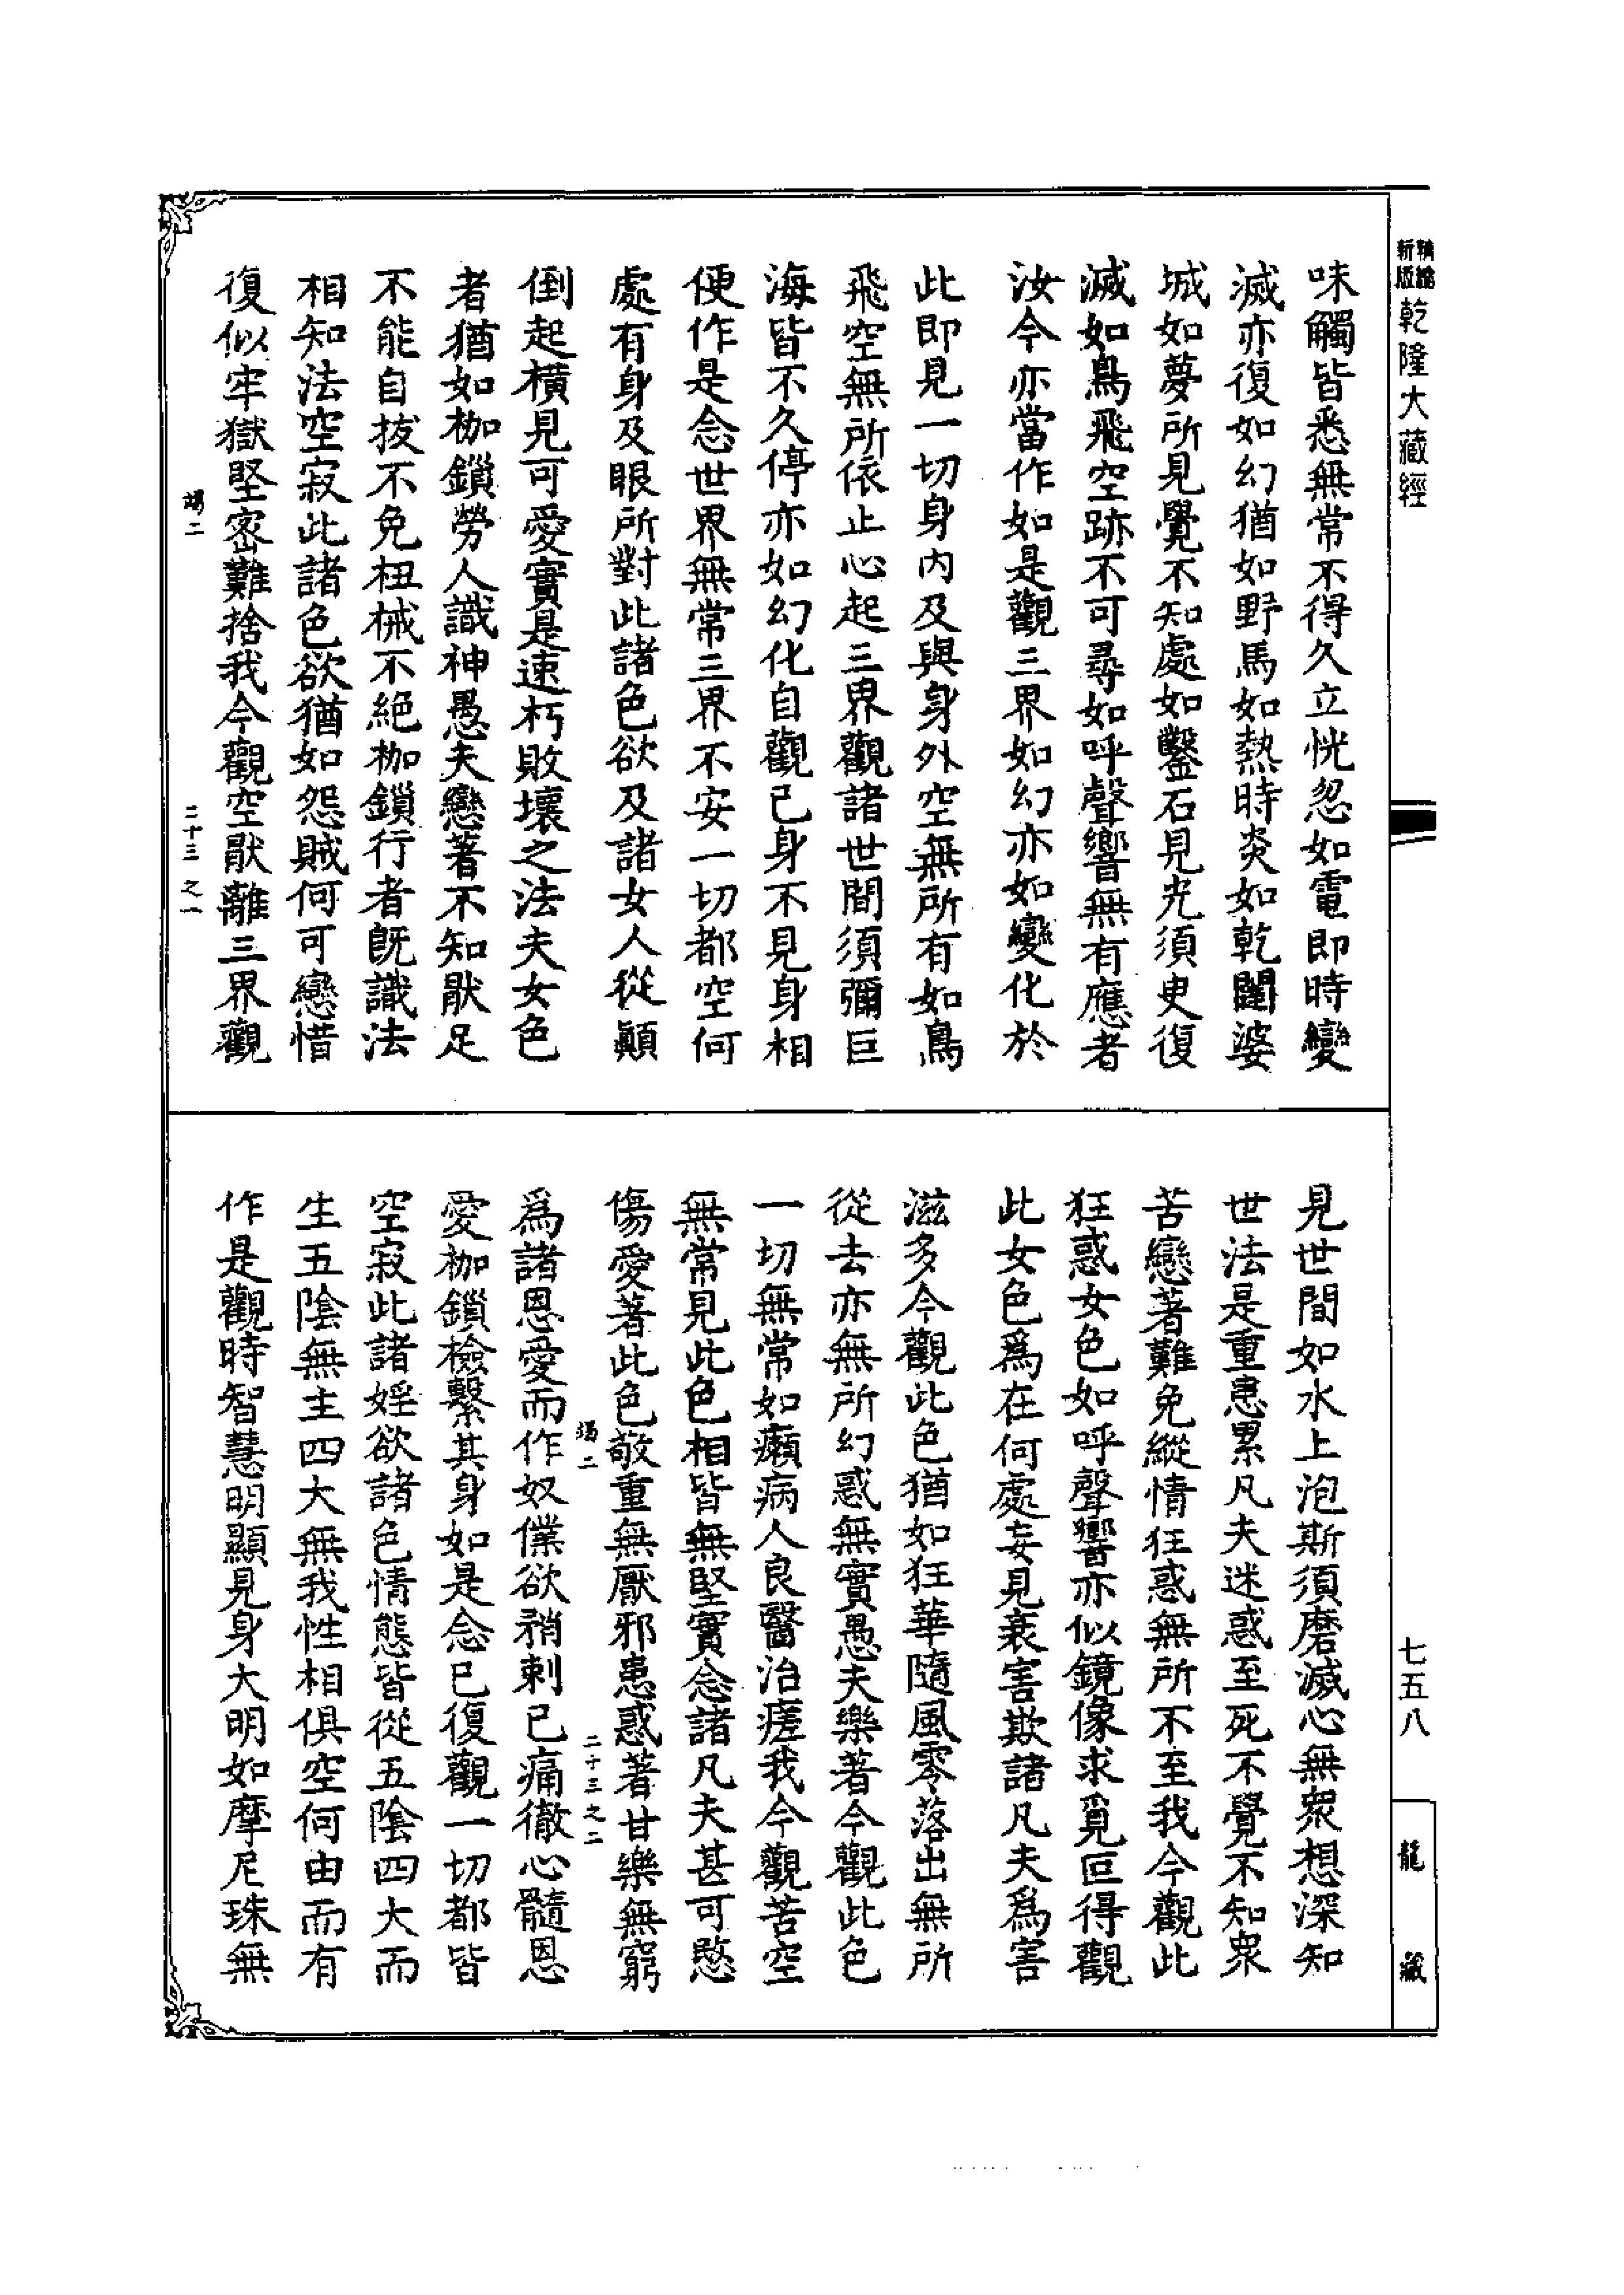 精縮
新版
乾隆大藏經
味觸皆悉無常不得久立恍忽如電即時變
滅亦復如幻猶如野馬如熱時炎如乾闥婆
城如夢所見覺不知處如鑿石見光須臾復
滅如鳥飛空跡不可尋如呼聲響無有應者
汝今亦當作如是觀三界如幻亦如變化於
此即見一切身內及與身外空無所有如鳥
飛空無所依止心起三界觀諸世間須彌巨
海皆不久停亦如幻化自觀己身不見身相
便作是念世界無常三界不安一切都空何
處有身及眼所對此諸色欲及諸女人從顛
倒起橫見可愛實是速朽敗壞之法夫女色
者猶如枷鎖勞人識神愚夫戀著不知猒足
不能自拔不免杻械不絕枷鎖行者旣識法
相知法空寂此諸色欲猶如怨賊何可戀惜
復似牢獄堅密難捨我今觀空猒離三界觀
竭二
二十三之一
見世間如水上泡斯須磨滅心無眾想深知
世法是重患累凡夫迷惑至死不覺不知眾
苦戀著難免縱情狂惑無所不至我今觀此
狂惑女色如呼聲響亦似鏡像求覓叵得觀
此女色爲在何處妄見衰害欺諸凡夫爲害
滋多今觀此色猶如狂華隨風零落出無所
從去亦無所幻惑無實愚夫樂著今觀此色
一切無常如癩病人良醫治瘥我今觀苦空
無常見此色相皆無堅實念諸凡夫甚可愍
傷愛著此色敬重無厭邪患惑著甘樂無窮
竭二
二十三之二
爲諸恩愛而作奴僕欲矟刺己痛徹心髓恩
愛枷鎖檢繫其身如是念已復觀一切都皆
空寂此諸婬欲諸色情態皆從五陰四大而
生五陰無主四大無我性相俱空何由而有
作是觀時智慧明顯見身大明如摩尼珠無
七五八
龍藏